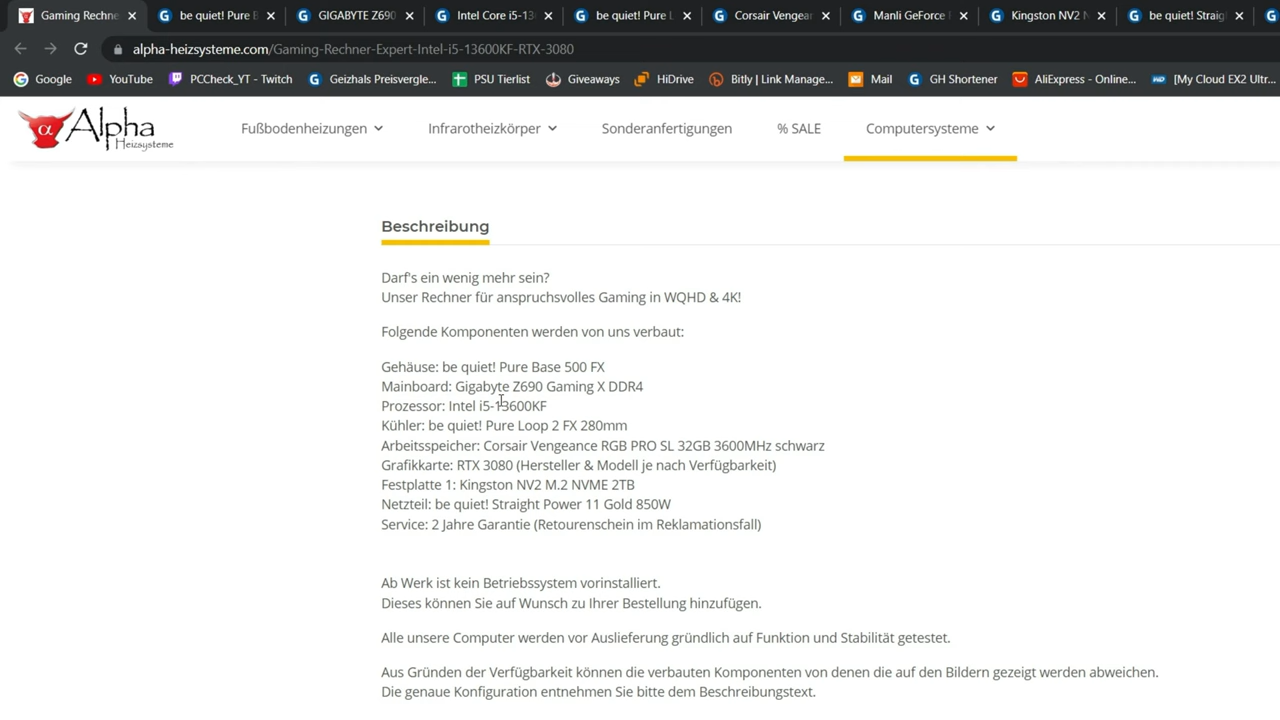 Gaming Rechne
be quiet! Pure B
GIGABYTE Z690
Intel Core i5-13
be quiet! Pure L
Corsair Vengear
Manli GeForce F
Kingston NV2 N
be quiet! Straig
alpha-heizsysteme.com/Gaming-Rechner-Expert-Intel-i5-13600KF-RTX-3080
Google
YouTube
PCCheck_YT - Twitch
Geizhals Preisvergle...
PSU Tierlist
Giveaways
HiDrive
Bitly | Link Manage...
Mail
GH Shortener
AliExpress - Online...
[My Cloud EX2 Ultr...
Alpha
Heizsysteme
Fußbodenheizungen
Infrarotheizkörper
Sonderanfertigungen
% SALE
Computersysteme
Beschreibung
Darf's ein wenig mehr sein?
Unser Rechner für anspruchsvolles Gaming in WQHD & 4K!
Folgende Komponenten werden von uns verbaut:
Gehäuse: be quiet! Pure Base 500 FX
Mainboard: Gigabyte Z690 Gaming X DDR4
Prozessor: Intel i5-13600KF
Kühler: be quiet! Pure Loop 2 FX 280mm
Arbeitsspeicher: Corsair Vengeance RGB PRO SL 32GB 3600MHz schwarz
Grafikkarte: RTX 3080 (Hersteller & Modell je nach Verfügbarkeit)
Festplatte 1: Kingston NV2 M.2 NVME 2TB
Netzteil: be quiet! Straight Power 11 Gold 850W
Service: 2 Jahre Garantie (Retourenschein im Reklamationsfall)
Ab Werk ist kein Betriebssystem vorinstalliert.
Dieses können Sie auf Wunsch zu Ihrer Bestellung hinzufügen.
Alle unsere Computer werden vor Auslieferung gründlich auf Funktion und Stabilität getestet.
Aus Gründen der Verfügbarkeit können die verbauten Komponenten von denen die auf den Bildern gezeigt werden abweichen.
Die genaue Konfiguration entnehmen Sie bitte dem Beschreibungstext.